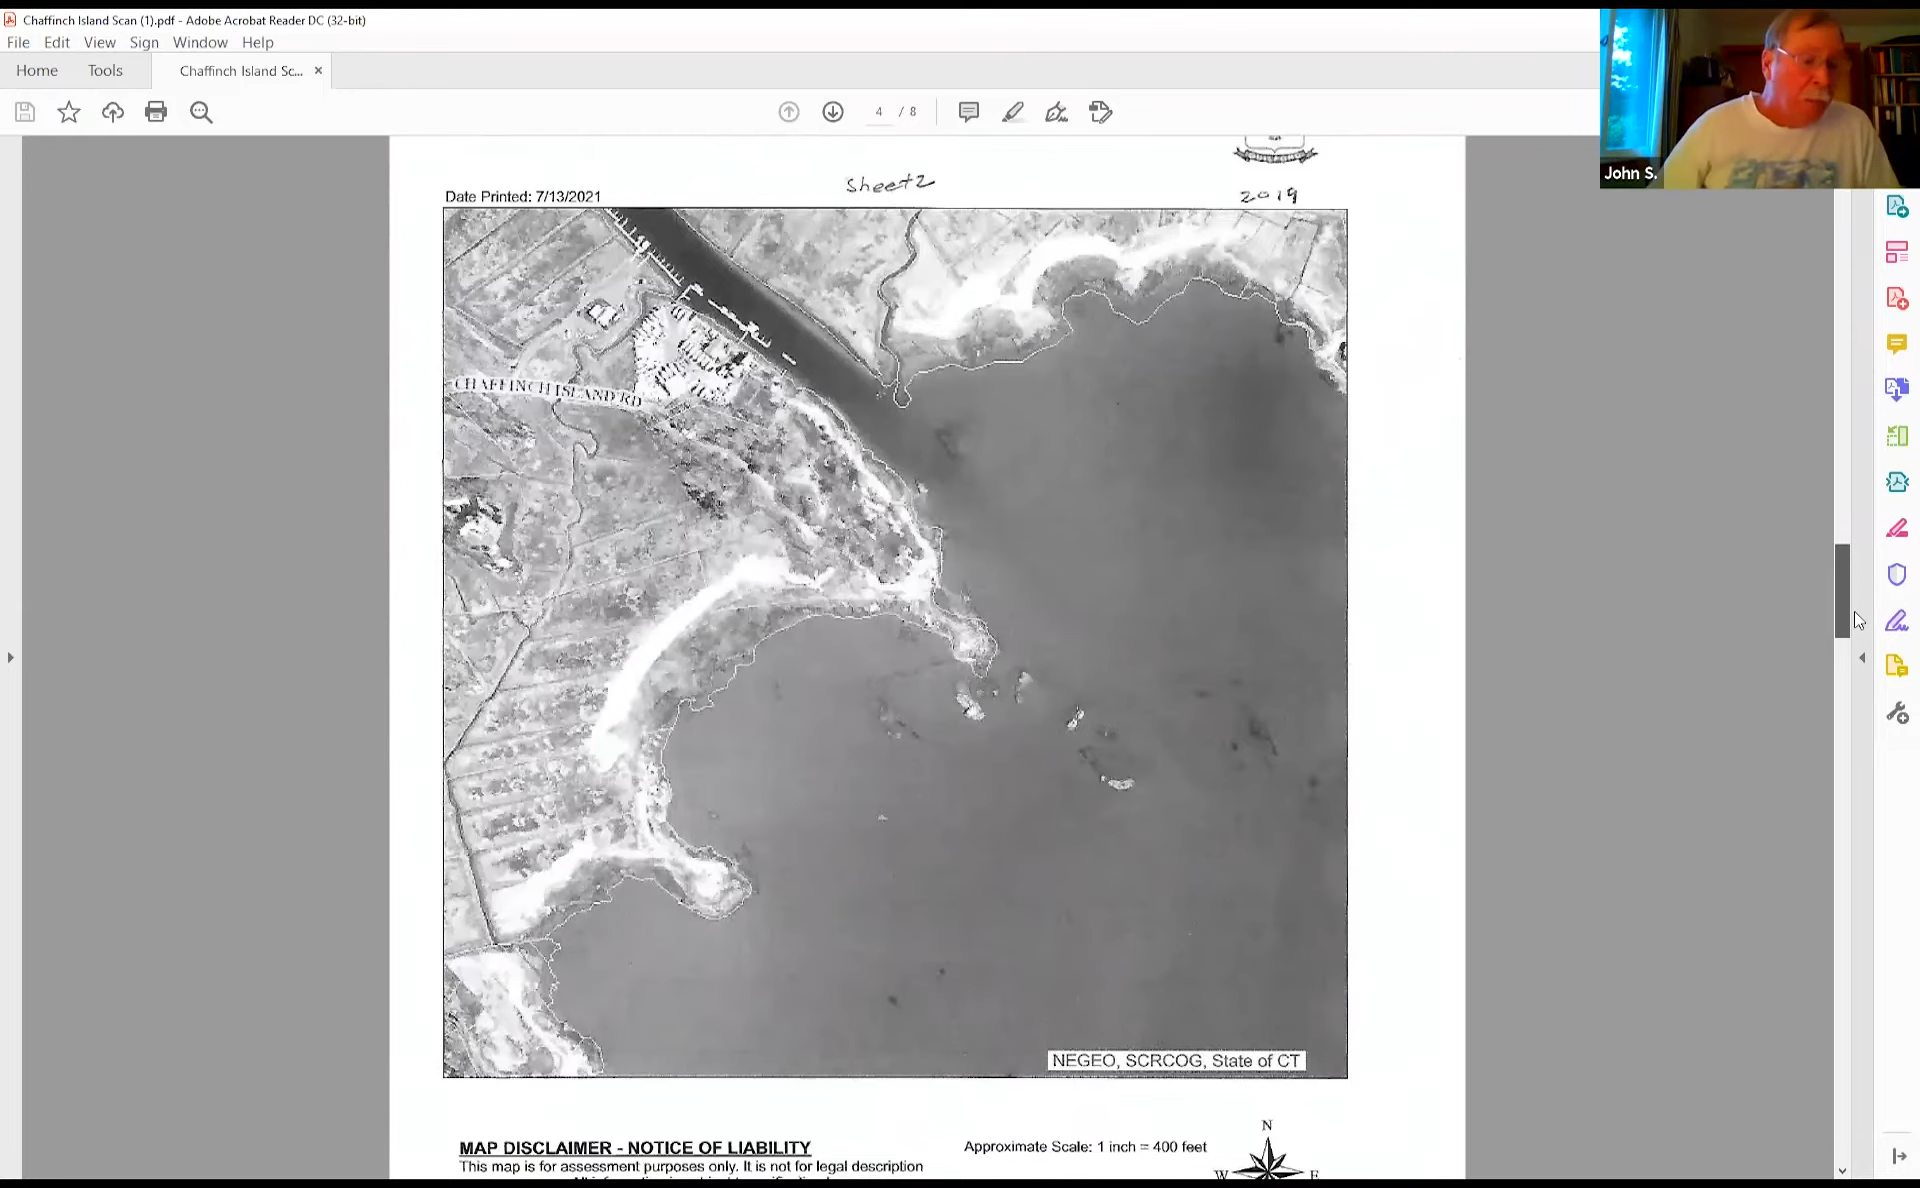 Chaffinch Island Scan (1).pdf - Adobe Acrobat Reader DC (32-bit)
File Edit View Sign Window Help
Home Tools Chaffinch Island Sc... ×
4 / 8
John S.
Sheet 2
Date Printed: 7/13/2021
2019
CHAFFINCH ISLAND RD
NEGEO, SCRCOG, State of CT
N
MAP DISCLAIMER - NOTICE OF LIABILITY
Approximate Scale: 1 inch = 400 feet
This map is for assessment purposes only. It is not for legal description
W E